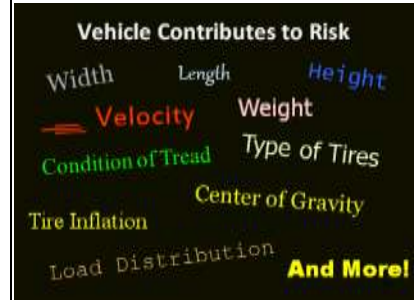 Vehicle Contributes to Risk
Width Length Height
Velocity Weight
Condition of Tread Type of Tires
Center of Gravity
Tire Inflation
Load Distribution And More!